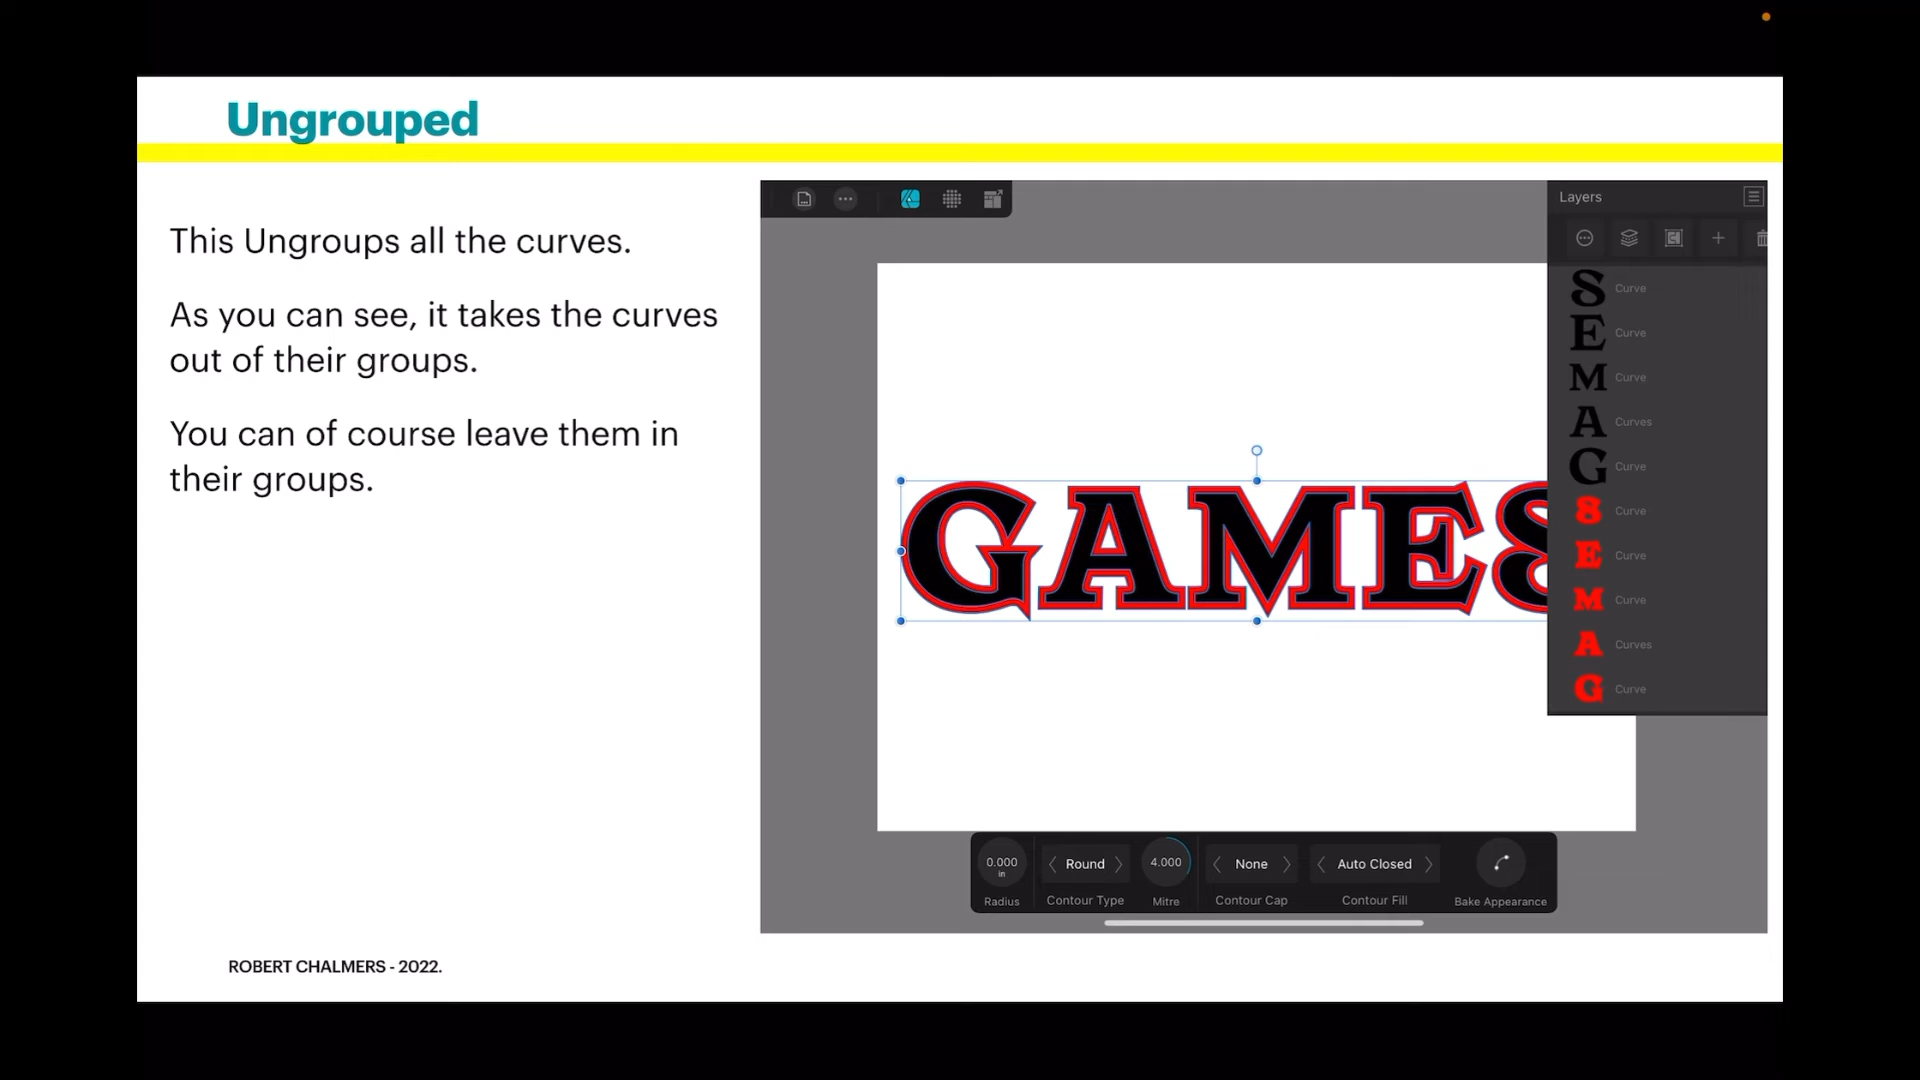 Ungrouped
This Ungroups all the curves.
As you can see, it takes the curves
out of their groups.
You can of course leave them in
their groups.
Layers
S Curve
E Curve
M Curve
A Curves
G Curve
S Curve
E Curve
M Curve
A Curves
G Curve
GAMES
0.000 in
Round
4.000
None
Auto Closed
Radius
Contour Type
Mitre
Contour Cap
Contour Fill
Bake Appearance
ROBERT CHALMERS - 2022.